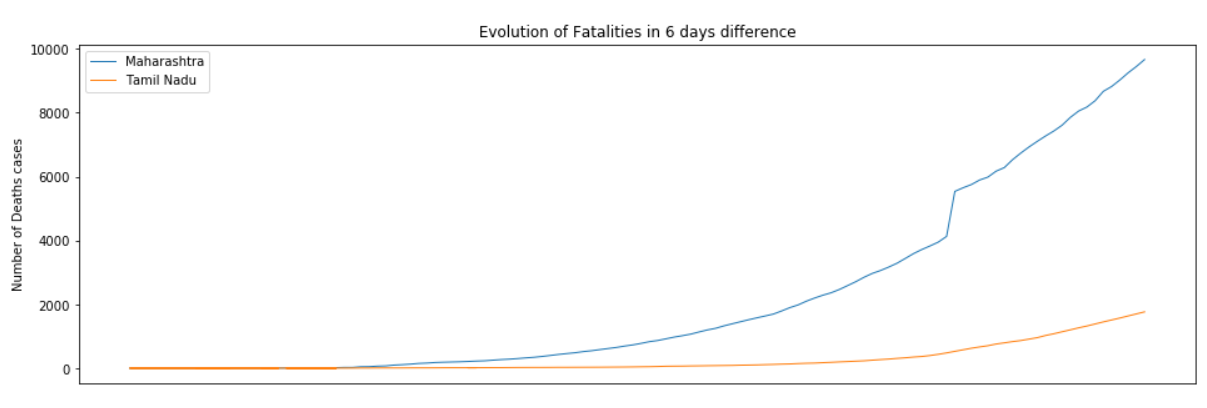 Evolution of Fatalities in 6 days difference
10000
Maharashtra
Tamil Nadu
8000
6000
4000
2000
0
Number of Deaths cases